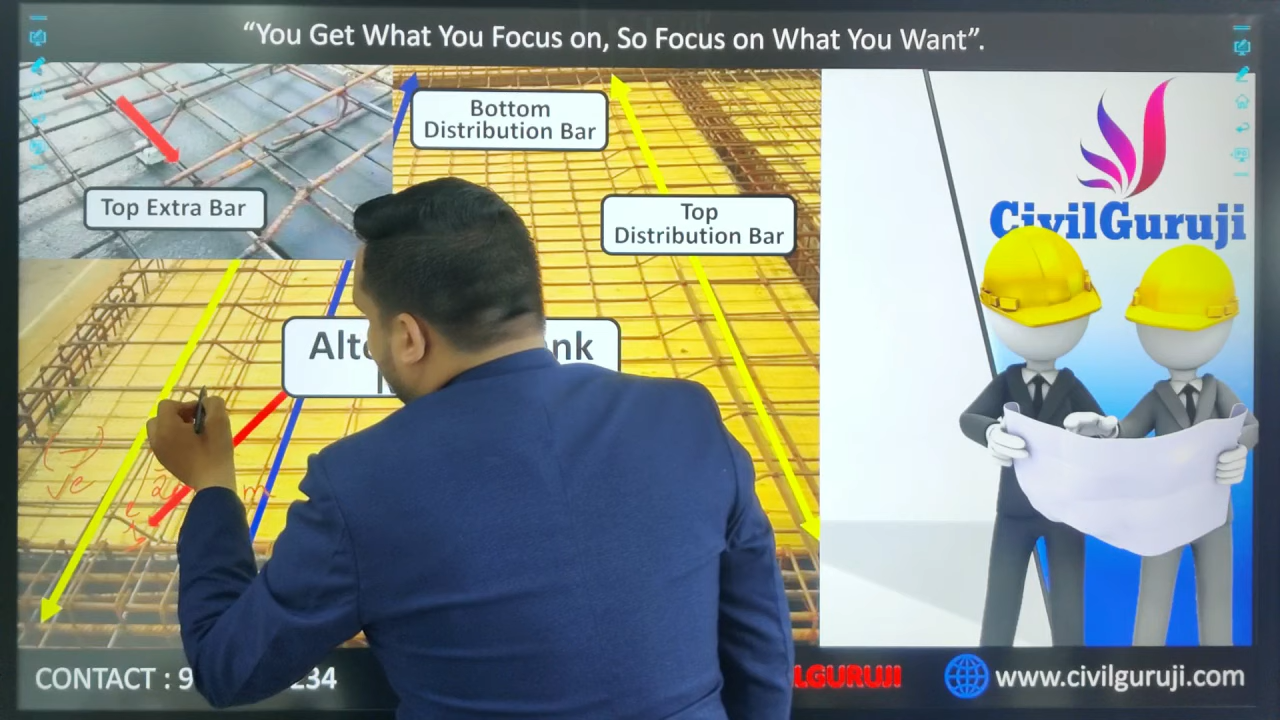 “You Get What You Focus on, So Focus on What You Want”.
Bottom
Distribution Bar
Top Extra Bar
Top
Distribution Bar
CivilGuruji
(-)
ve
m
CONTACT : 9 234
LGURUJI
www.civilguruji.com